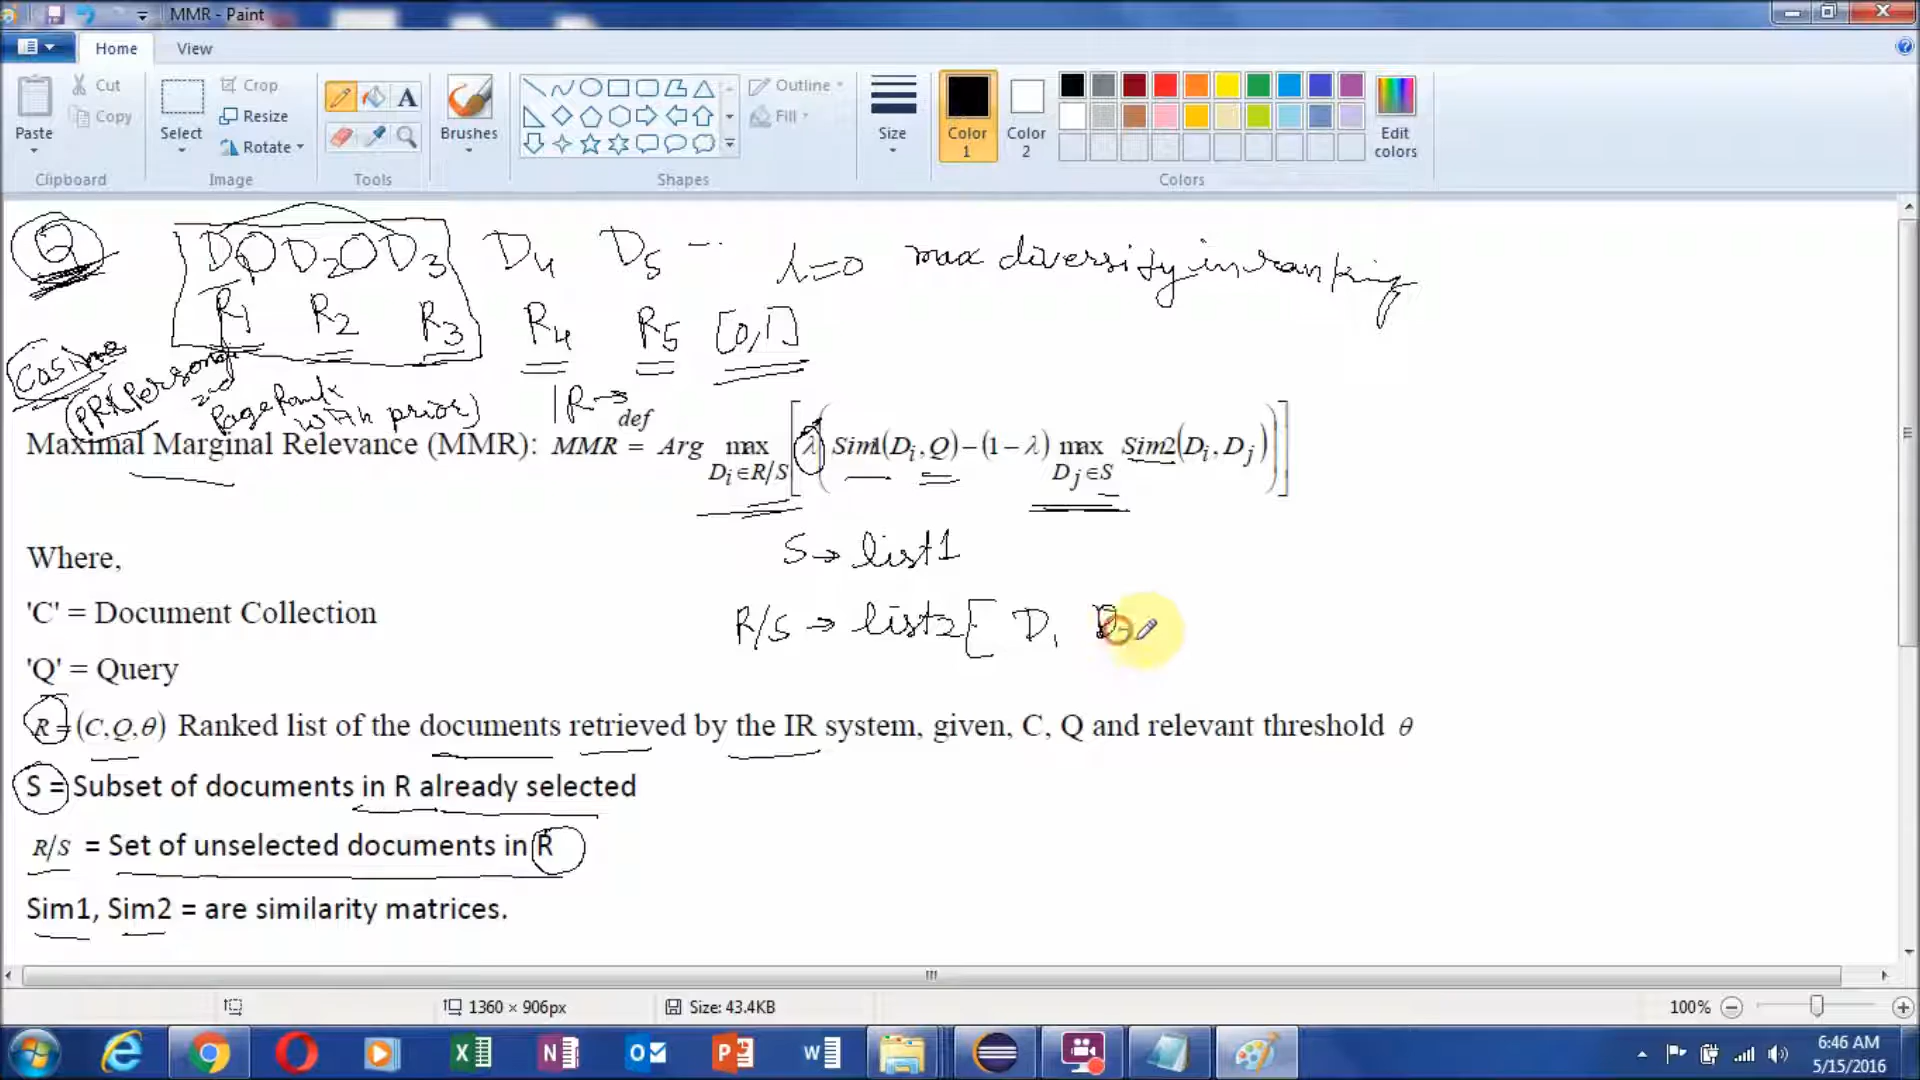 MMR - Paint
Home View
Paste
Cut
Copy
Clipboard
Select
Crop
Resize
Rotate
Image
Tools
Brushes
Outline
Fill
Shapes
Size
Color 1
Color 2
Edit colors
Colors
Q D1 D2 D3 D4 D5 -- λ=0 max diversity in ranking
R1 R2 R3 R4 R5 [0,1]
Cosine
PR(Personal
PageRank
with prior)
IR→
Maximal Marginal Relevance (MMR): MMR def = Arg max Di∈R/S [λ(Sim1(Di,Q)−(1−λ) max Dj∈S Sim2(Di,Dj))]
S→ list1
Where,
'C' = Document Collection
R/S → list2[ D1 D
'Q' = Query
R = (C,Q,θ) Ranked list of the documents retrieved by the IR system, given, C, Q and relevant threshold θ
S = Subset of documents in R already selected
R/S = Set of unselected documents in R
Sim1, Sim2 = are similarity matrices.
1360 × 906px
Size: 43.4KB
100%
6:46 AM
5/15/2016